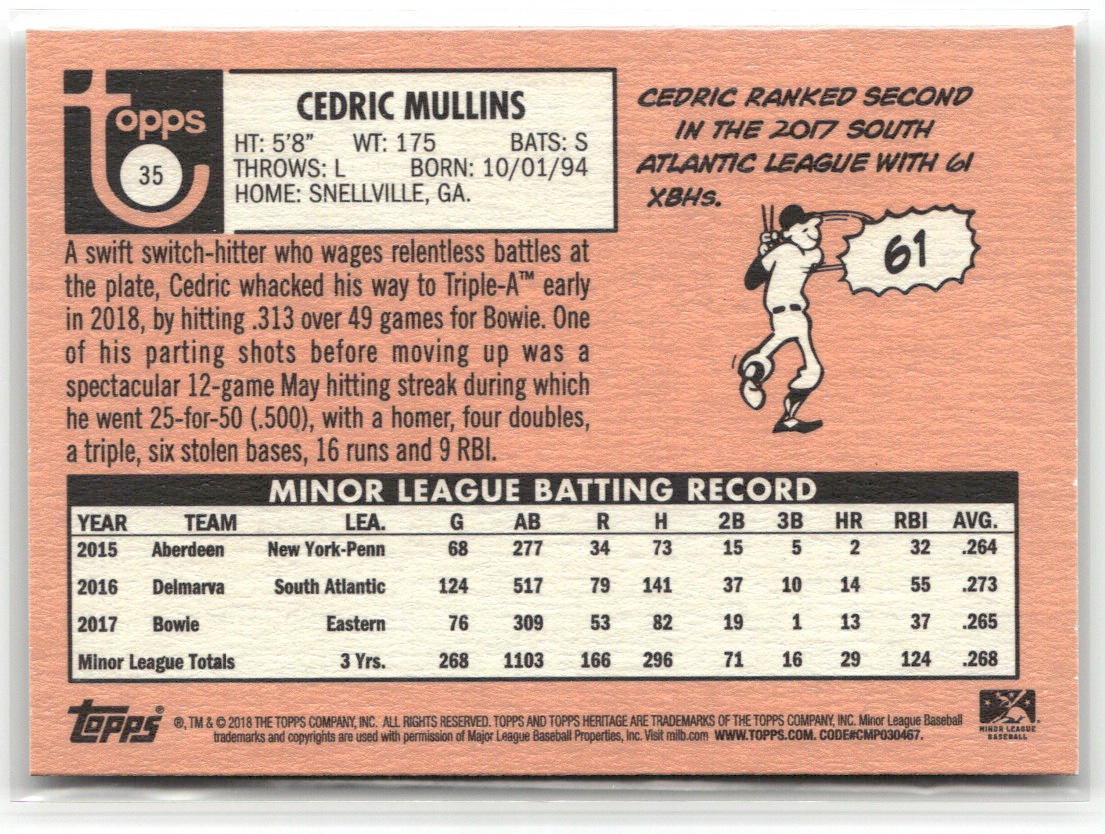 topps
35
CEDRIC MULLINS
HT: 5'8" WT: 175 BATS: S
THROWS: L BORN: 10/01/94
HOME: SNELLVILLE, GA.
CEDRIC RANKED SECOND
IN THE 2017 SOUTH
ATLANTIC LEAGUE WITH 61
XBHs.
61
A swift switch-hitter who wages relentless battles at
the plate, Cedric whacked his way to Triple-A™ early
in 2018, by hitting .313 over 49 games for Bowie. One
of his parting shots before moving up was a
spectacular 12-game May hitting streak during which
he went 25-for-50 (.500), with a homer, four doubles,
a triple, six stolen bases, 16 runs and 9 RBI.
MINOR LEAGUE BATTING RECORD
YEAR TEAM LEA. G AB R H 2B 3B HR RBI AVG.
2015 Aberdeen New York-Penn 68 277 34 73 15 5 2 32 .264
2016 Delmarva South Atlantic 124 517 79 141 37 10 14 55 .273
2017 Bowie Eastern 76 309 53 82 19 1 13 37 .265
Minor League Totals 3 Yrs. 268 1103 166 296 71 16 29 124 .268
topps® ®, TM & © 2018 THE TOPPS COMPANY, INC. ALL RIGHTS RESERVED. TOPPS AND TOPPS HERITAGE ARE TRADEMARKS OF THE TOPPS COMPANY, INC. Minor League Baseball
trademarks and copyrights are used with permission of Major League Baseball Properties, Inc. Visit milb.com WWW.TOPPS.COM. CODE#CMP030467.
MINOR LEAGUE
BASEBALL